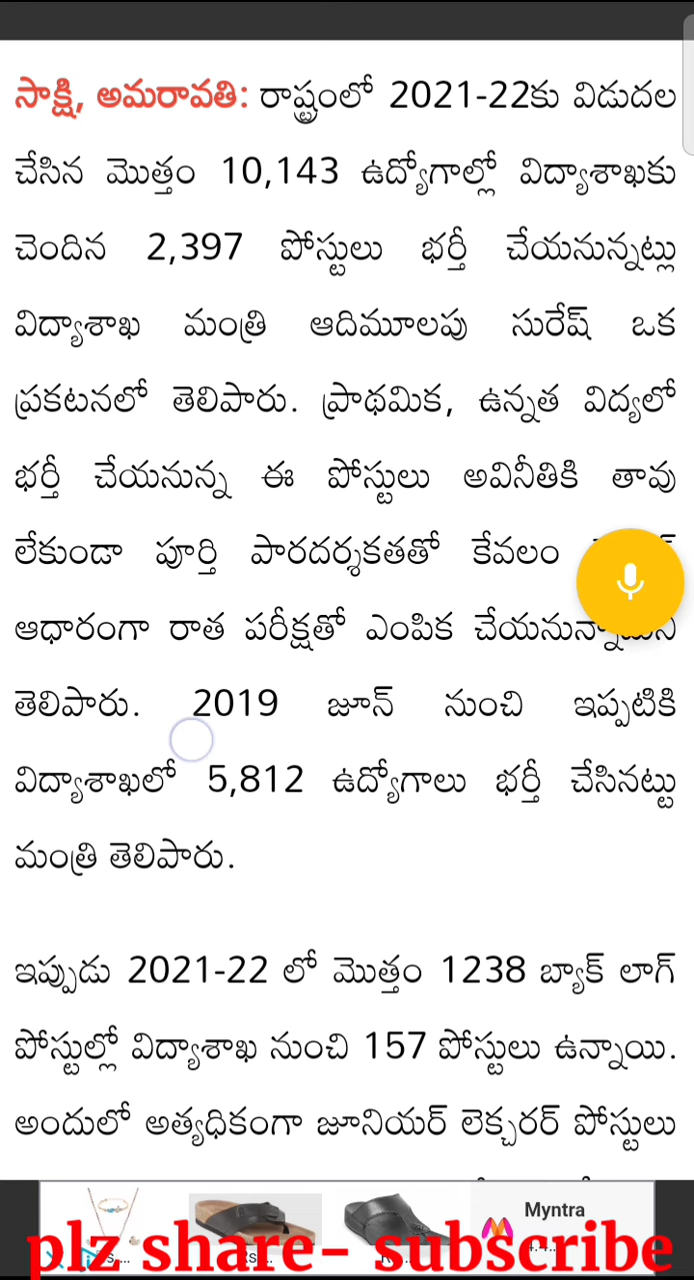 సాక్షి, అమరావతి: రాష్ట్రంలో 2021-22కు విడుదల
చేసిన మొత్తం 10,143 ఉద్యోగాల్లో విద్యాశాఖకు
చెందిన 2,397 పోస్టులు భర్తీ చేయనున్నట్లు
విద్యాశాఖ మంత్రి ఆదిమూలపు సురేష్ ఒక
ప్రకటనలో తెలిపారు. ప్రాథమిక, ఉన్నత విద్యలో
భర్తీ చేయనున్న ఈ పోస్టులు అవినీతికి తావు
లేకుండా పూర్తి పారదర్శకతతో కేవలం
ఆధారంగా రాత పరీక్షతో ఎంపిక
తెలిపారు. 2019 జూన్ నుంచి ఇప్పటికి
విద్యాశాఖలో 5,812 ఉద్యోగాలు భర్తీ చేసినట్టు
మంత్రి తెలిపారు.
ఇప్పుడు 2021-22 లో మొత్తం 1238 బ్యాక్ లాగ్
పోస్టుల్లో విద్యాశాఖ నుంచి 157 పోస్టులు ఉన్నాయి.
అందులో అత్యధికంగా జూనియర్ లెక్చరర్ పోస్టులు
Myntra
plz share- subscribe